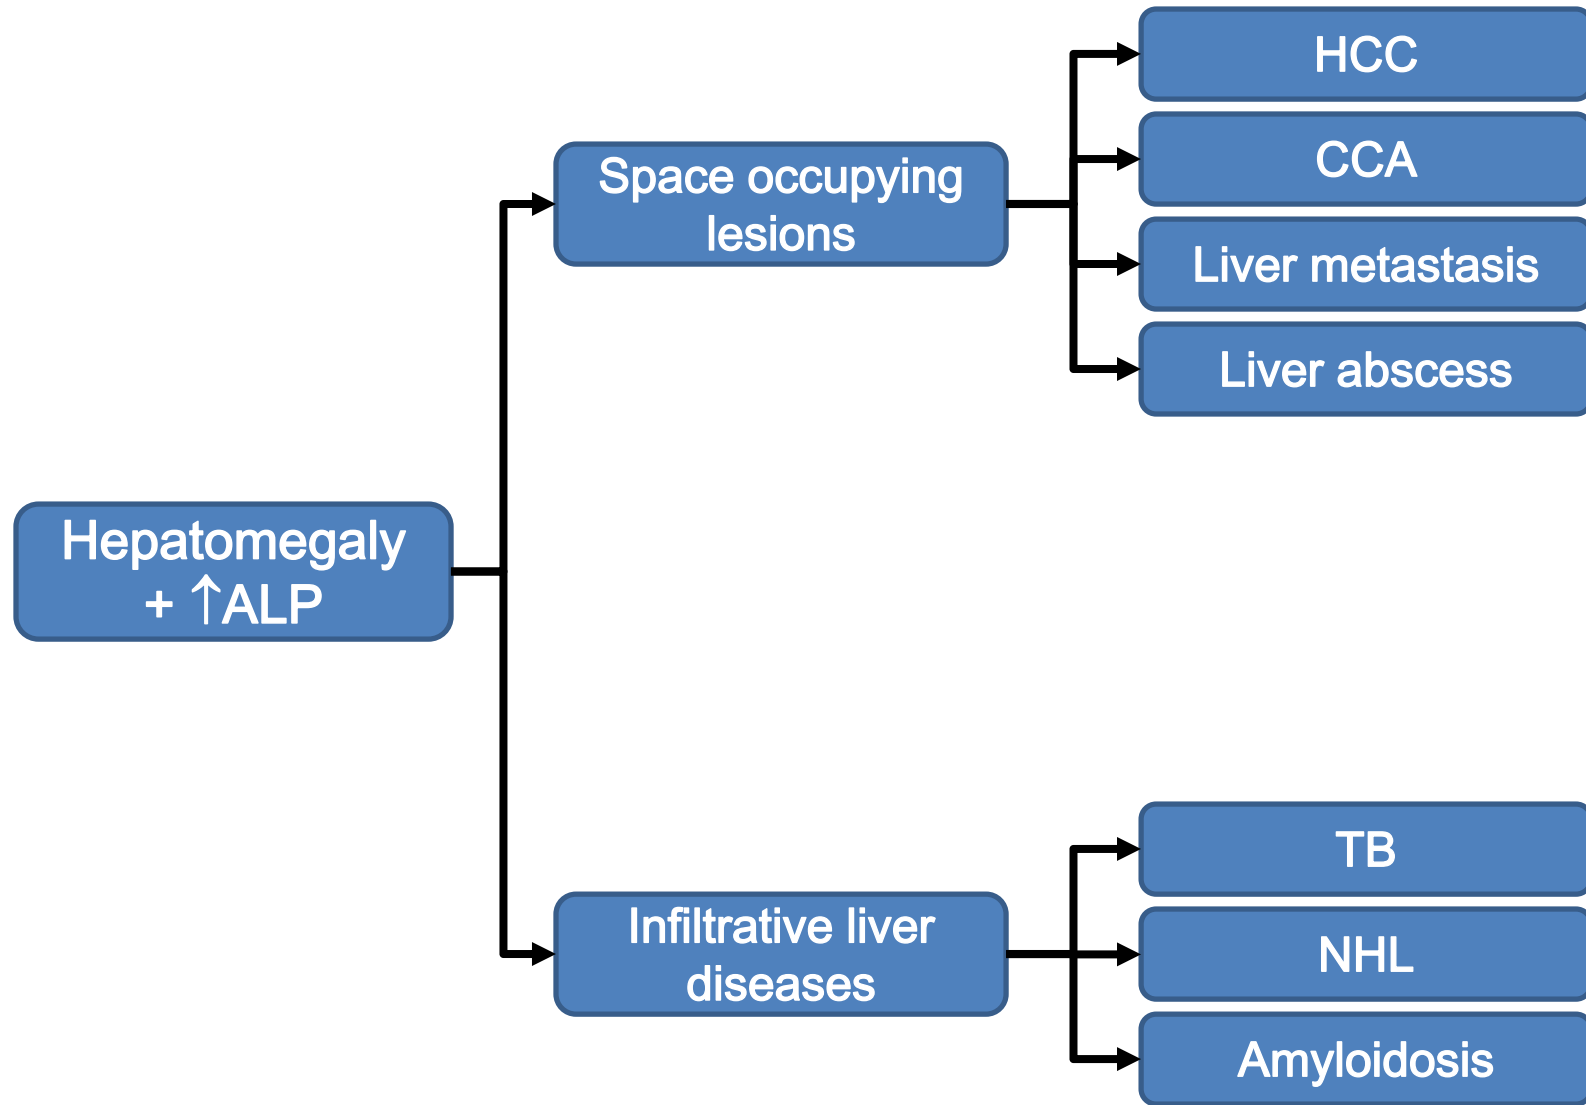 Hepatomegaly
+ ↑ALP
Space occupying
lesions
HCC
CCA
Liver metastasis
Liver abscess
Infiltrative liver
diseases
TB
NHL
Amyloidosis